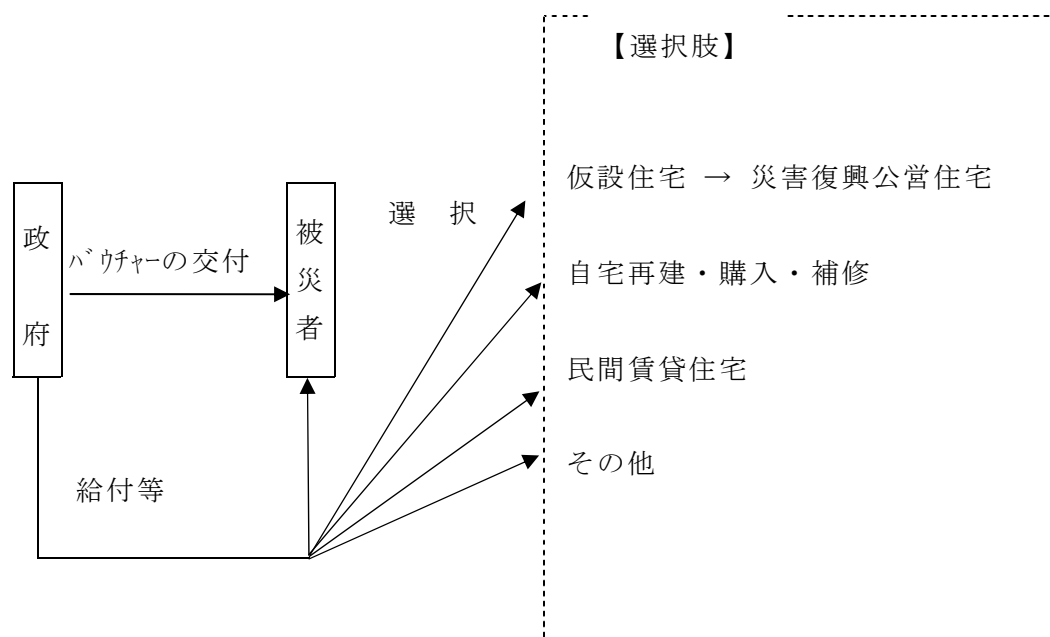 【選択肢】
仮設住宅 → 災害復興公営住宅
選 択
政府
被災者
バウチャーの交付
自宅再建・購入・補修
民間賃貸住宅
その他
給付等